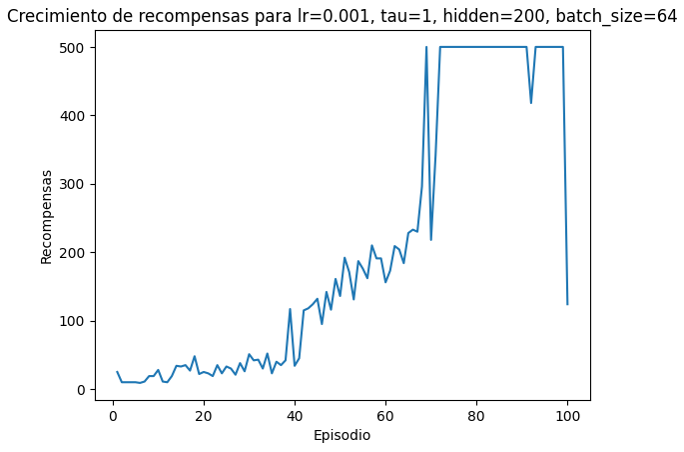 Crecimiento de recompensas para lr=0.001, tau=1, hidden=200, batch_size=64
500
400
300
200
100
0
Recompensas
0 20 40 60 80 100
Episodio